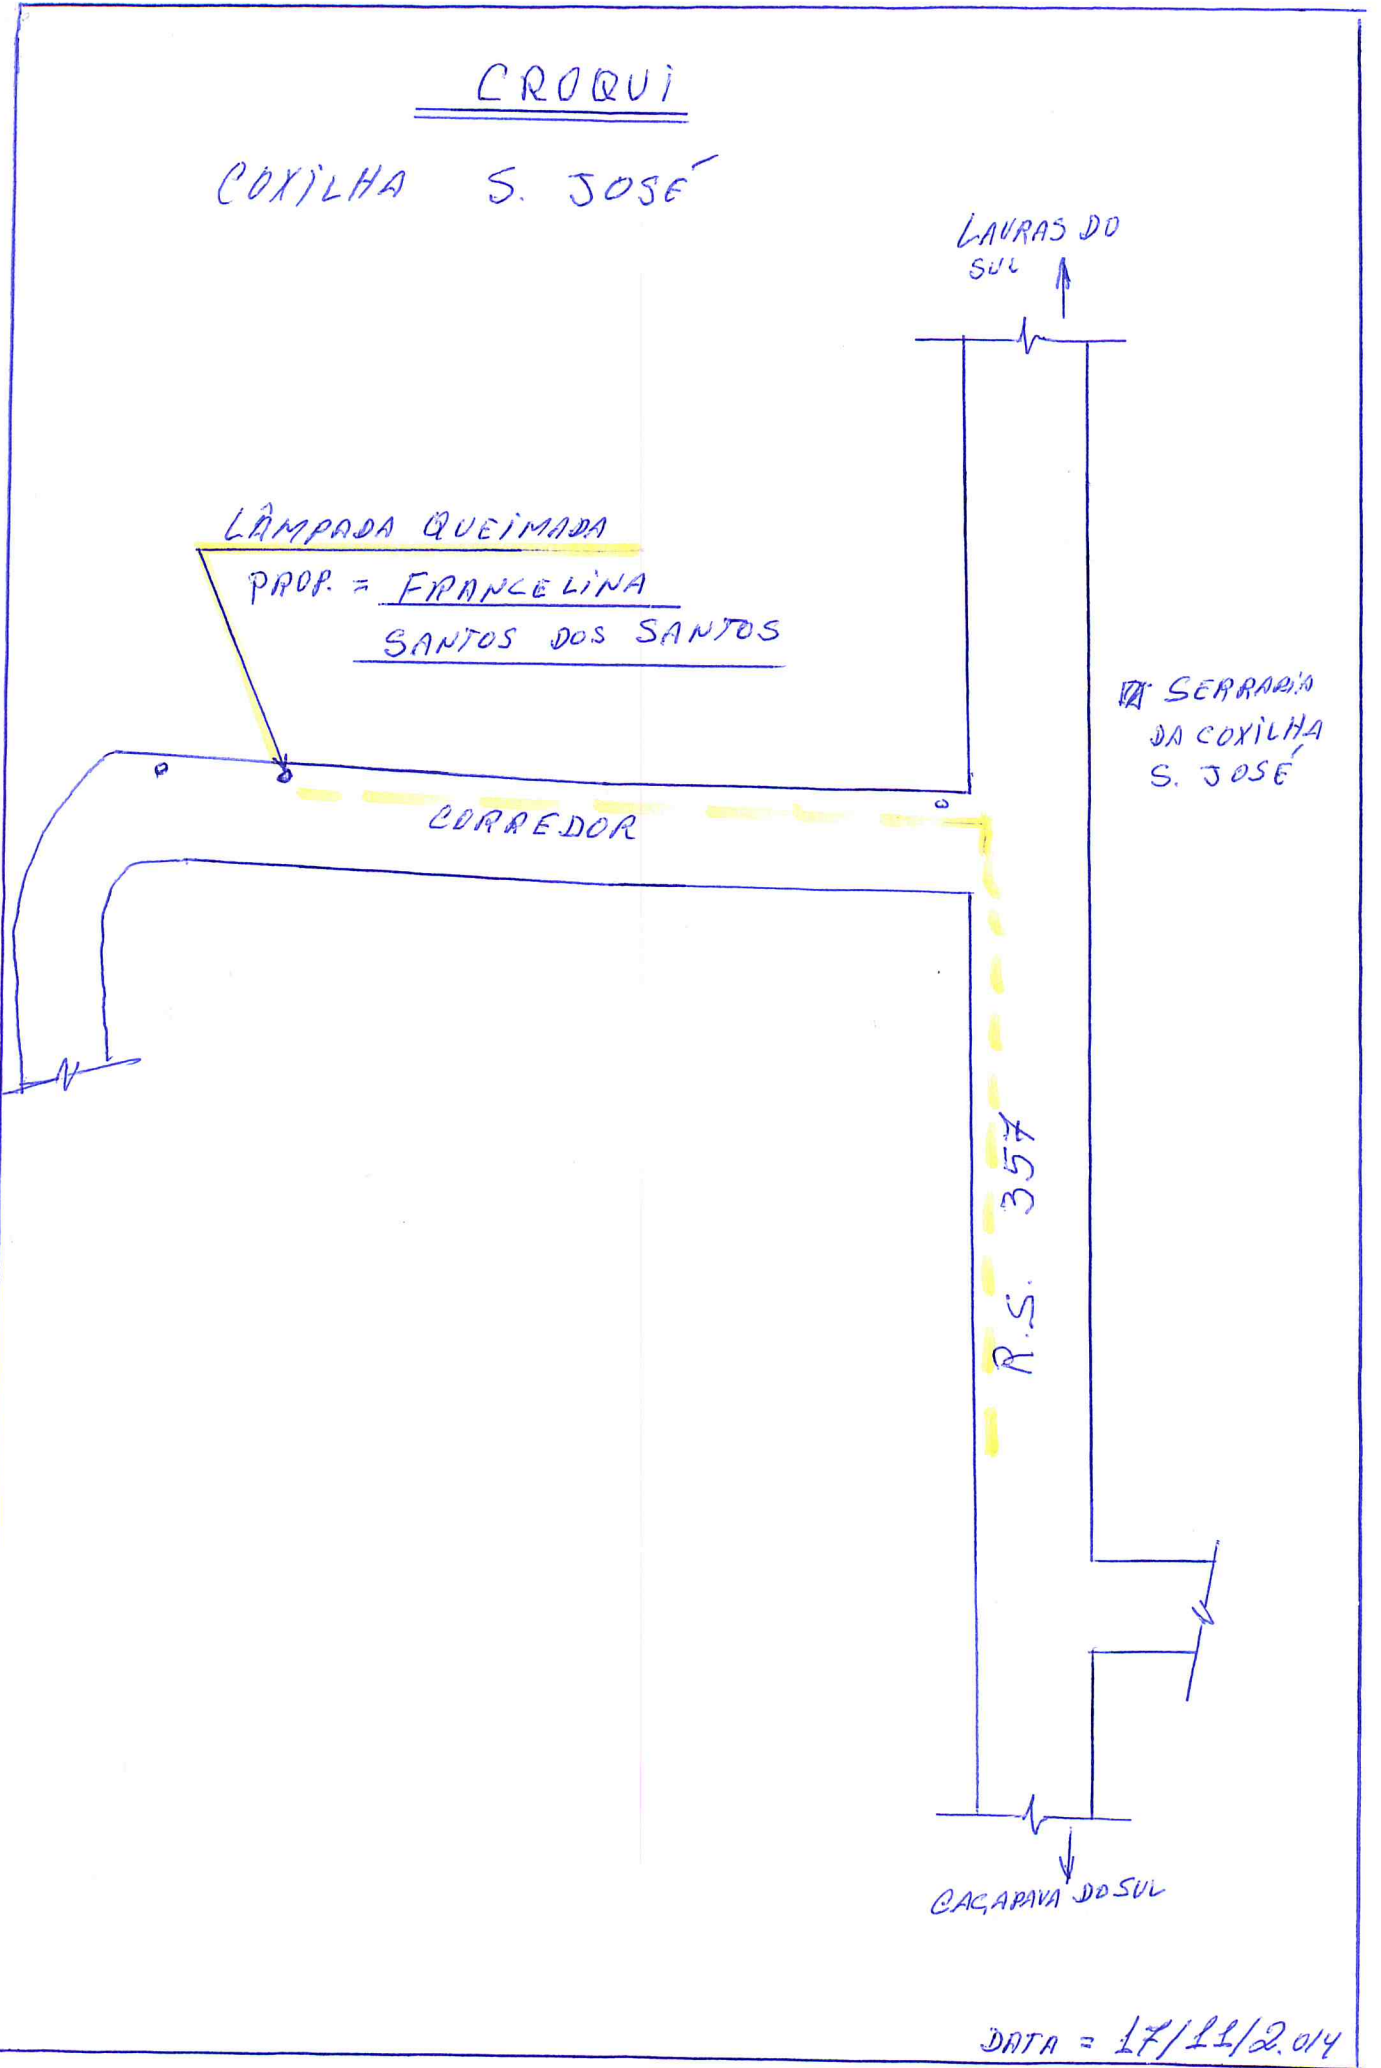 CROQUI
COXILHA S. JOSÉ
LAVRAS DO
SUL
LÂMPADA QUEIMADA
PROP. = FRANCELINA
SANTOS DOS SANTOS
SERRARIA
DA COXILHA
S. JOSÉ
CORREDOR
R.S. 357
CAÇAPAVA DO SUL
DATA = 17/11/2.014